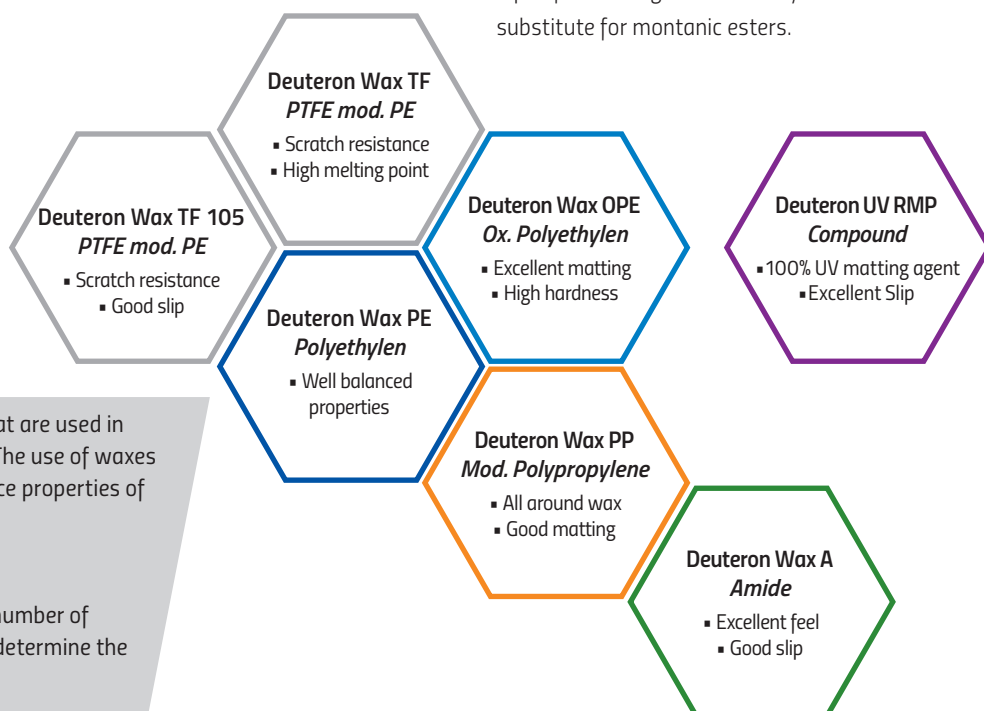 substitute for montanic esters.
Deuteron Wax TF
PTFE mod. PE
▪ Scratch resistance
▪ High melting point
Deuteron Wax TF 105
PTFE mod. PE
▪ Scratch resistance
▪ Good slip
Deuteron Wax OPE
Ox. Polyethylen
▪ Excellent matting
▪ High hardness
Deuteron UV RMP
Compound
▪100% UV matting agent
▪Excellent Slip
Deuteron Wax PE
Polyethylen
▪ Well balanced
properties
Deuteron Wax PP
Mod. Polypropylene
▪ All around wax
▪ Good matting
Deuteron Wax A
Amide
▪ Excellent feel
▪ Good slip
are used in
The use of waxes
properties of
number of
determine the